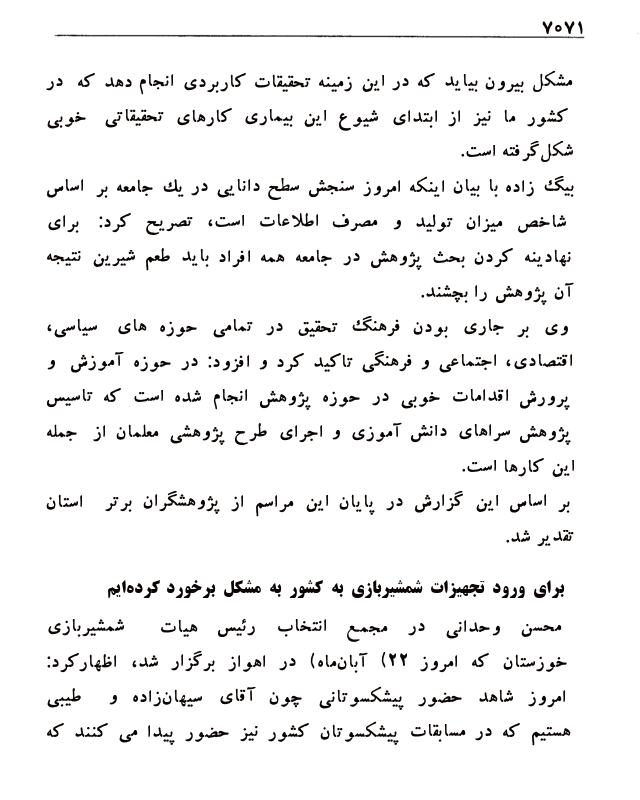 ۷۰۷۱
مشکل بیرون بیاید که در این زمینه تحقیقات کاربردی انجام دهد که در
کشور ما نیز از ابتدای شیوع این بیماری کارهای تحقیقاتی خوبی
شکل‌گرفته است.
بیگ زاده با بیان اینکه امروز سنجش سطح دانایی در یك جامعه بر اساس
شاخص میزان تولید و مصرف اطلاعات است، تصریح کرد: برای
نهادینه کردن بحث پژوهش در جامعه همه افراد باید طعم شیرین نتیجه
آن پژوهش را بچشند.
وی بر جاری بودن فرهنگ تحقیق در تمامی حوزه های سیاسی،
اقتصادی، اجتماعی و فرهنگی تاکید کرد و افزود: در حوزه آموزش و
پرورش اقدامات خوبی در حوزه پژوهش انجام شده است که تاسیس
پژوهش سراهای دانش آموزی و اجرای طرح پژوهشی معلمان از جمله
این کارها است.
بر اساس این گزارش در پایان این مراسم از پژوهشگران برتر استان
تقدیر شد.
برای ورود تجهیزات شمشیربازی به کشور به مشکل برخورد کرده‌ایم
محسن وحدانی در مجمع انتخاب رئیس هیات شمشیربازی
خوزستان که امروز ۲۲) آبان‌ماه) در اهواز برگزار شد، اظهارکرد:
امروز شاهد حضور پیشکسوتانی چون آقای سیهان‌زاده و طیبی
هستیم که در مسابقات پیشکسوتان کشور نیز حضور پیدا می کنند که